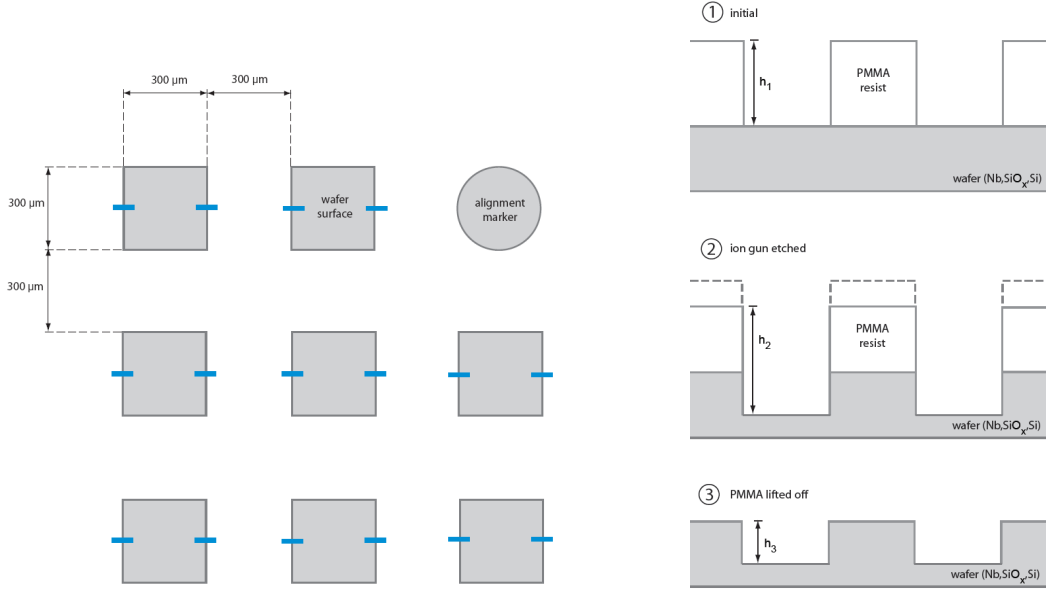 300 µm
300 µm
300 µm
300 µm
wafer
surface
alignment
marker
1 initial
h1
PMMA
resist
wafer (Nb,SiOx,Si)
2 ion gun etched
h2
PMMA
resist
wafer (Nb,SiOx,Si)
3 PMMA lifted off
h3
wafer (Nb,SiOx,Si)